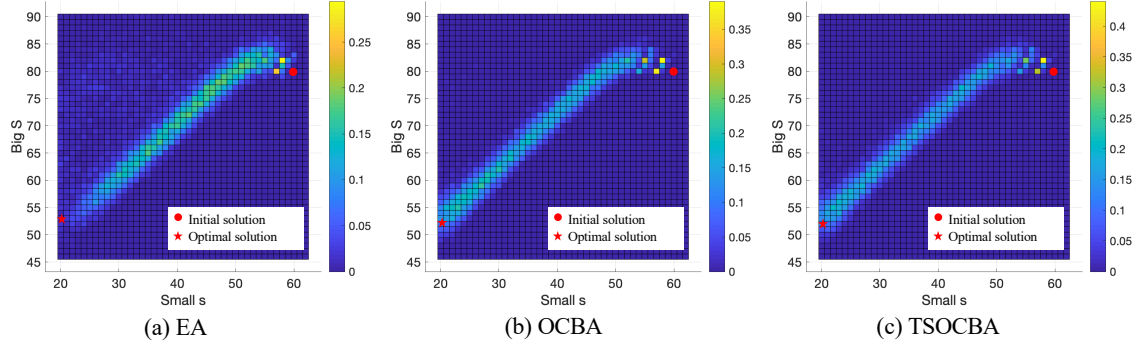 90
85
80
75
70
65
60
55
50
45
Big S
20 30 40 50 60
Small s
0.25
0.2
0.15
0.1
0.05
0
Initial solution
Optimal solution
(a) EA
90
85
80
75
70
65
60
55
50
45
Big S
20 30 40 50 60
Small s
0.35
0.3
0.25
0.2
0.15
0.1
0.05
0
Initial solution
Optimal solution
(b) OCBA
90
85
80
75
70
65
60
55
50
45
Big S
20 30 40 50 60
Small s
0.4
0.35
0.3
0.25
0.2
0.15
0.1
0.05
0
Initial solution
Optimal solution
(c) TSOCBA